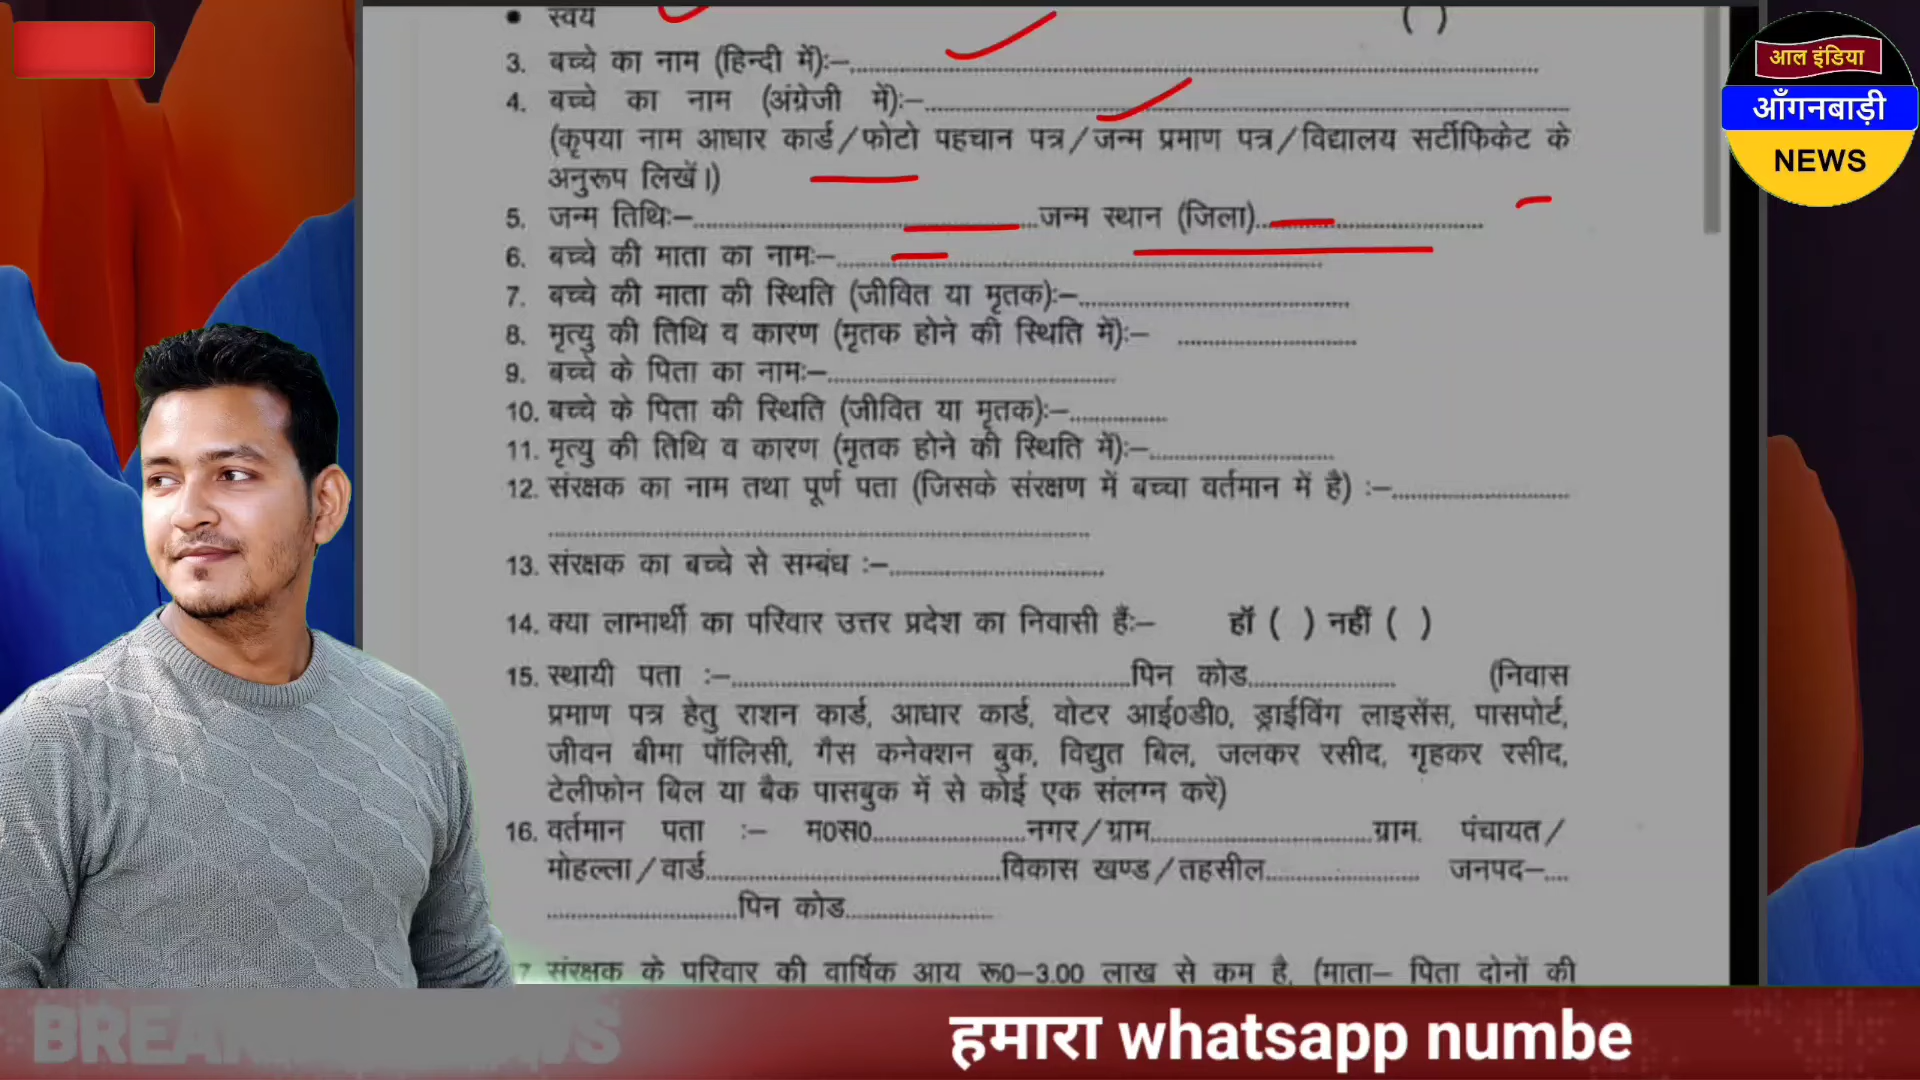 • स्वयं ( )
3. बच्चे का नाम (हिन्दी में):–
4. बच्चे का नाम (अंग्रेजी में):–
(कृपया नाम आधार कार्ड/फोटो पहचान पत्र/जन्म प्रमाण पत्र/विद्यालय सर्टीफिकेट के
अनुरूप लिखें।)
5. जन्म तिथिः–..............जन्म स्थान (जिला)..............
6. बच्चे की माता का नामः–..............
7. बच्चे की माता की स्थिति (जीवित या मृतक):–..............
8. मृत्यु की तिथि व कारण (मृतक होने की स्थिति में):– ..............
9. बच्चे के पिता का नामः–..............
10. बच्चे के पिता की स्थिति (जीवित या मृतक):–..............
11. मृत्यु की तिथि व कारण (मृतक होने की स्थिति में):–..............
12. संरक्षक का नाम तथा पूर्ण पता (जिसके संरक्षण में बच्चा वर्तमान में है) :–..............
13. संरक्षक का बच्चे से सम्बंध :–..............
14. क्या लाभार्थी का परिवार उत्तर प्रदेश का निवासी हैं:– हॉ ( ) नहीं ( )
15. स्थायी पता :–..............पिन कोड.............. (निवास
प्रमाण पत्र हेतु राशन कार्ड, आधार कार्ड, वोटर आई0डी0, ड्राईविंग लाइसेंस, पासपोर्ट,
जीवन बीमा पॉलिसी, गैस कनेक्शन बुक, विद्युत बिल, जलकर रसीद, गृहकर रसीद,
टेलीफोन बिल या बैक पासबुक में से कोई एक संलग्न करें)
16. वर्तमान पता :– म0स0..............नगर/ग्राम..............ग्राम. पंचायत/
मोहल्ला/वार्ड..............विकास खण्ड/तहसील.............. जनपद–....
..............पिन कोड..............
17. संरक्षक के परिवार की वार्षिक आय रू0–3.00 लाख से कम है, (माता– पिता दोनों की
आल इंडिया
आँगनबाड़ी
NEWS
हमारा whatsapp numbe